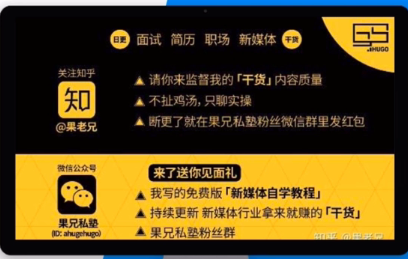 日更 面试 简历 职场 新媒体 干货
AHUGO
关注知乎
知
@果老兄
▲请你来监督我的「干货」内容质量
▲不扯鸡汤，只聊实操
▲断更了就在果兄私塾粉丝微信群里发红包
微信公众号
果兄私塾
(ID: ahugehugo)
来了送你见面礼
▲我写的免费版「新媒体自学教程」
▲持续更新 新媒体行业拿来就赚的「干货」
▲果兄私塾粉丝群
知乎 @果老兄